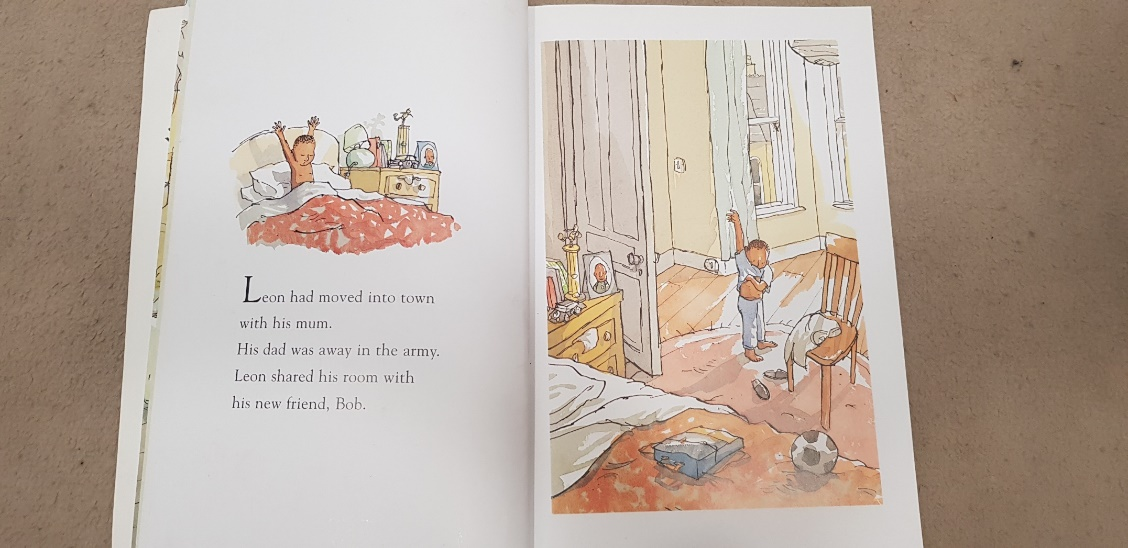 Leon had moved into town
with his mum.
His dad was away in the army.
Leon shared his room with
his new friend, Bob.